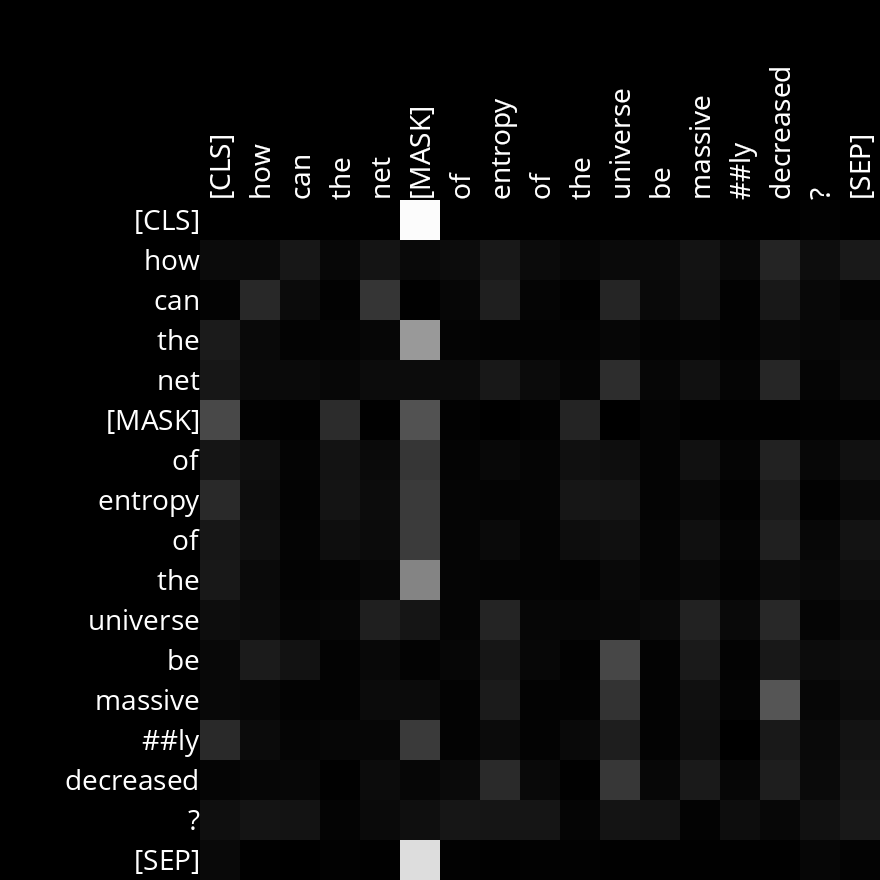 [CLS]
how
can
the
net
[MASK]
of
entropy
of
the
universe
be
massive
##ly
decreased
?
[SEP]
[CLS]
how
can
the
net
[MASK]
of
entropy
of
the
universe
be
massive
##ly
decreased
?
[SEP]